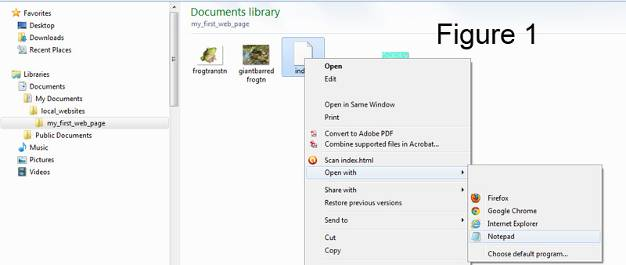 Favorites
Desktop
Downloads
Recent Places
Libraries
Documents
My Documents
local_websites
my_first_web_page
Public Documents
Music
Pictures
Videos
Documents library
my_first_web_page
Figure 1
frogtranstn
giantbarred
frogtn
Open
Edit
Open in Same Window
Print
Convert to Adobe PDF
Combine supported files in Acrobat...
Scan index.html
Open with
Share with
Restore previous versions
Send to
Cut
Copy
Firefox
Google Chrome
Internet Explorer
Notepad
Choose default program...